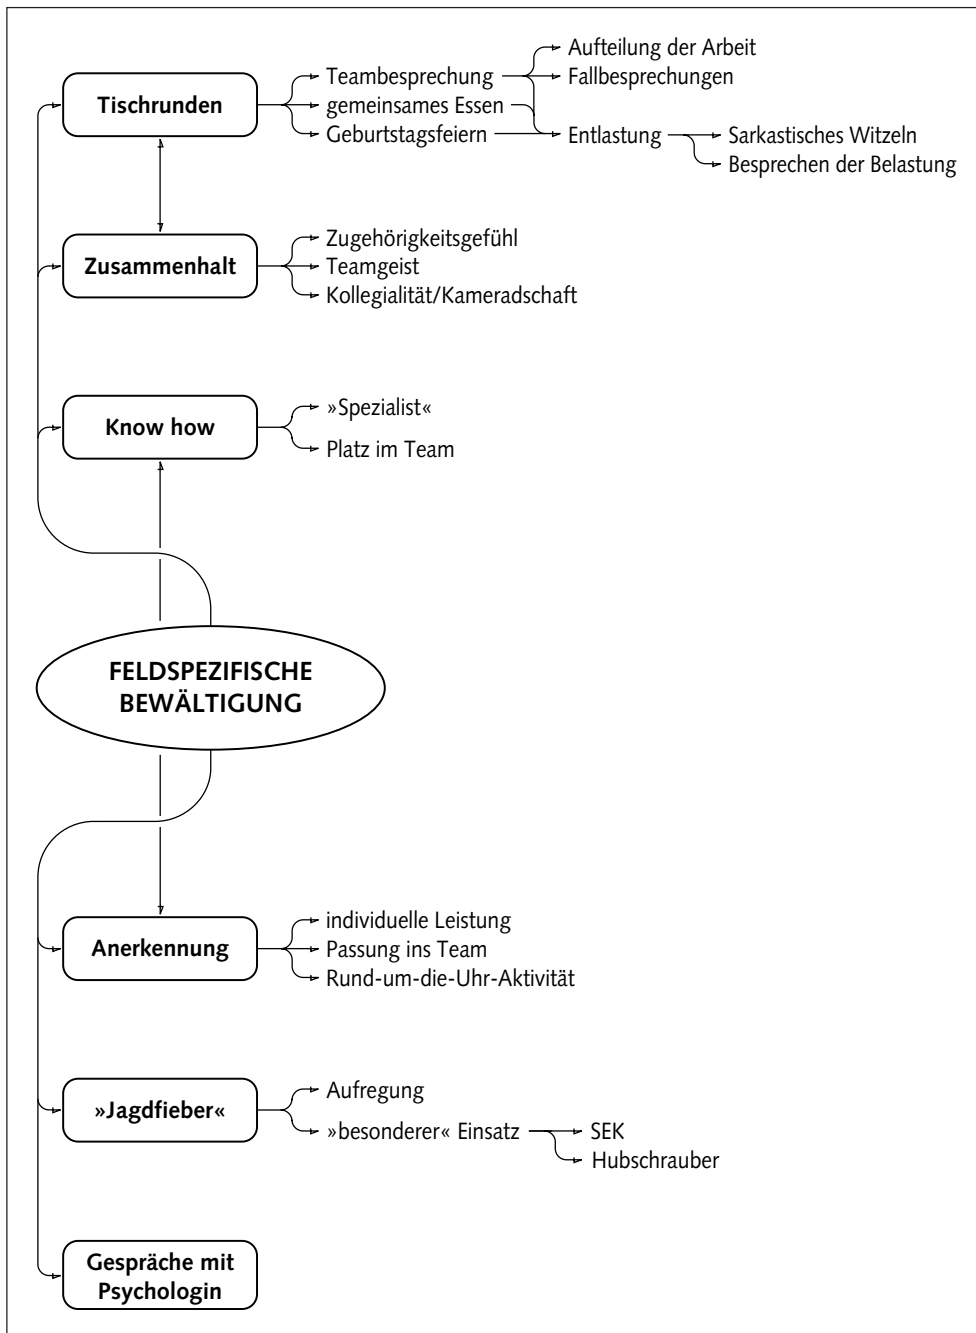 Tischrunden
Teambesprechung
gemeinsames Essen
Geburtstagsfeiern
Aufteilung der Arbeit
Fallbesprechungen
Entlastung
Sarkastisches Witzeln
Besprechen der Belastung
Zusammenhalt
Zugehörigkeitsgefühl
Teamgeist
Kollegialität/Kameradschaft
Know how
»Spezialist«
Platz im Team
FELDSPEZIFISCHE
BEWÄLTIGUNG
Anerkennung
individuelle Leistung
Passung ins Team
Rund-um-die-Uhr-Aktivität
»Jagdfieber«
Aufregung
»besonderer« Einsatz
SEK
Hubschrauber
Gespräche mit
Psychologin